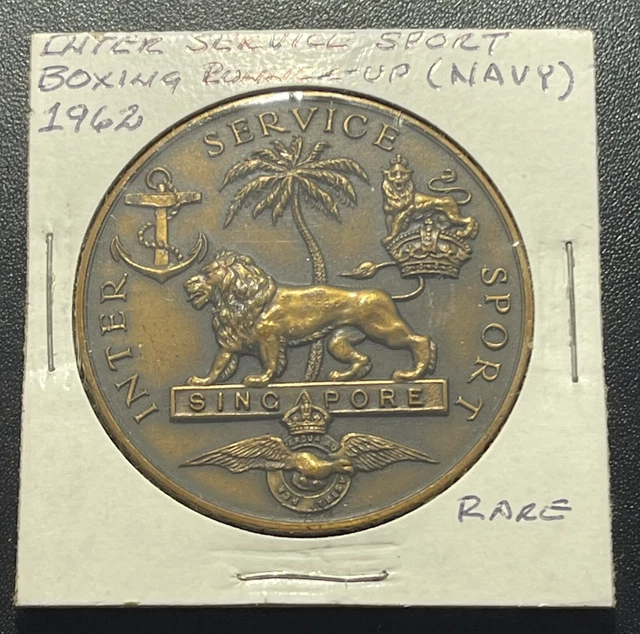 INTER SERVICE SPORT
BOXING RUNNER-UP (NAVY)
1962
INTER SERVICE SPORT
SINGAPORE
RARE